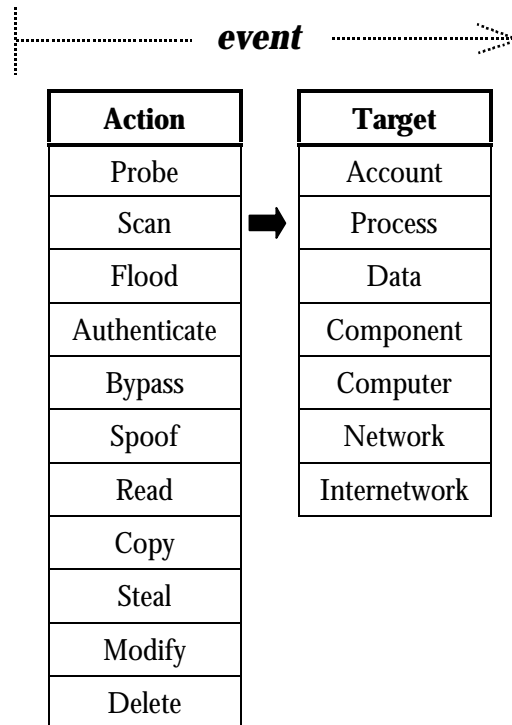 event
Action
Probe
Scan
Flood
Authenticate
Bypass
Spoof
Read
Copy
Steal
Modify
Delete
Target
Account
Process
Data
Component
Computer
Network
Internetwork